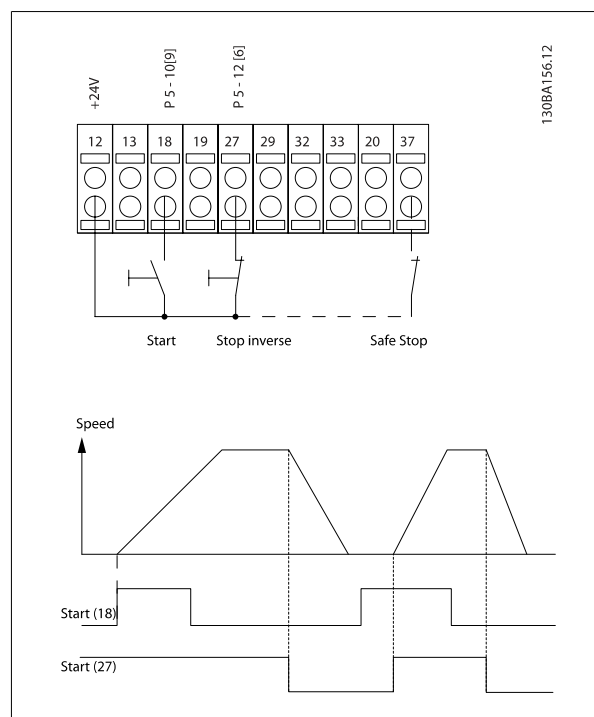 130BA156.12
+24V
P 5 - 10[9]
P 5 - 12 [6]
12 13 18 19 27 29 32 33 20 37
Start Stop inverse Safe Stop
Speed
Start (18)
Start (27)